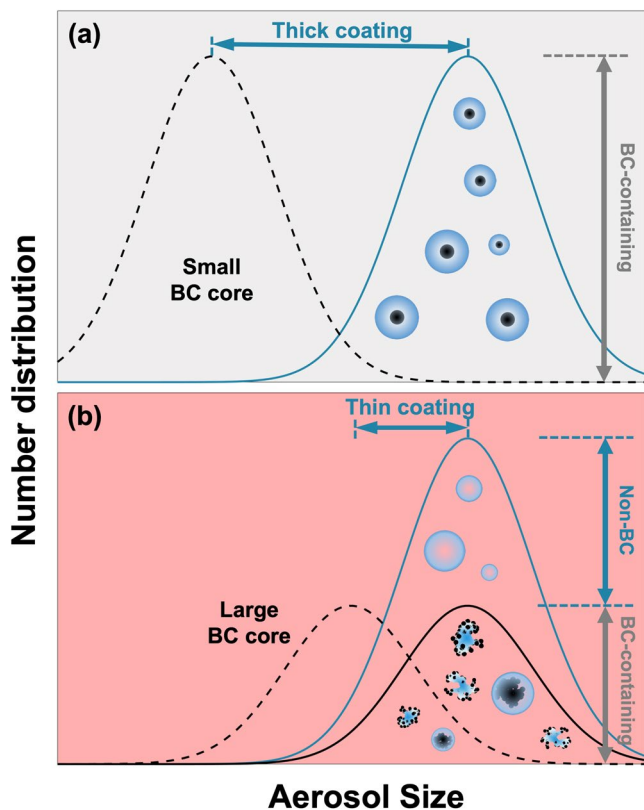 (a)
Thick coating
Small
BC core
BC-containing
(b)
Thin coating
Large
BC core
Non-BC
BC-containing
Number distribution
Aerosol Size